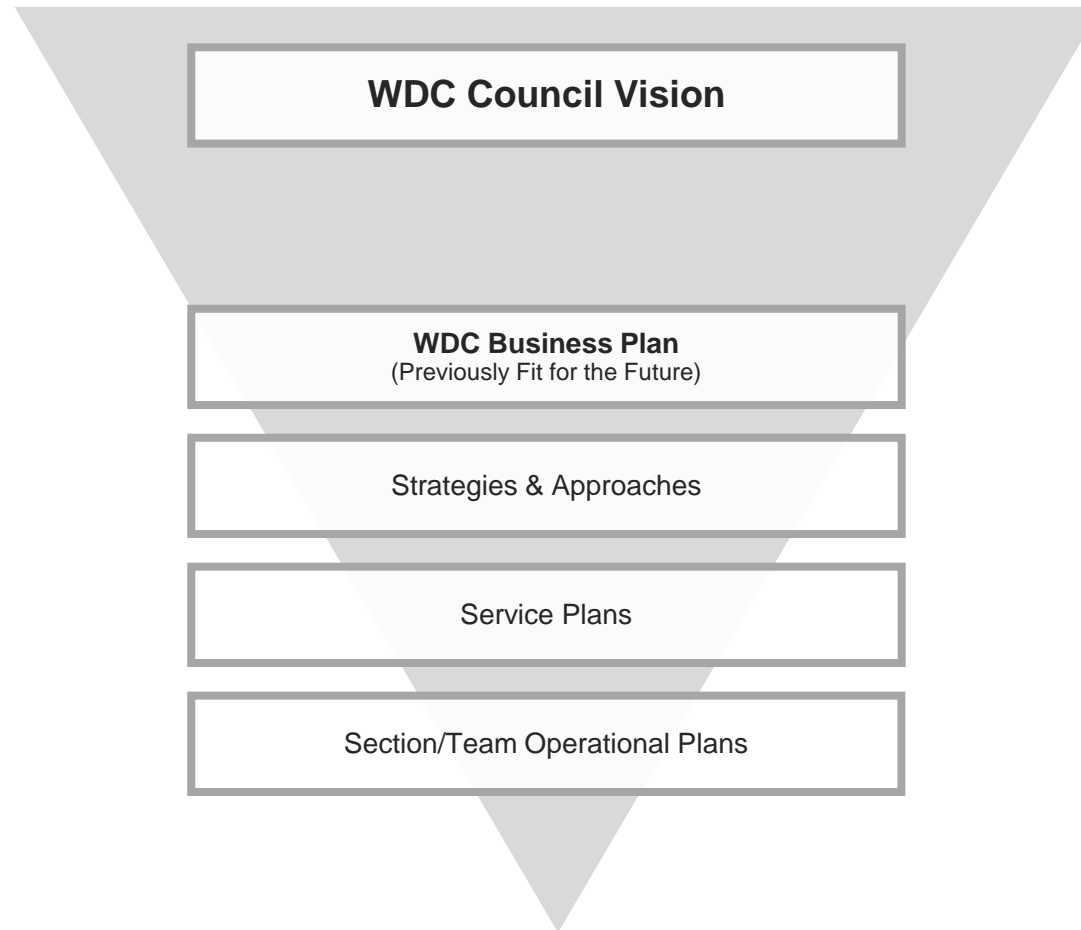 WDC Council Vision
WDC Business Plan
(Previously Fit for the Future)
Strategies & Approaches
Service Plans
Section/Team Operational Plans